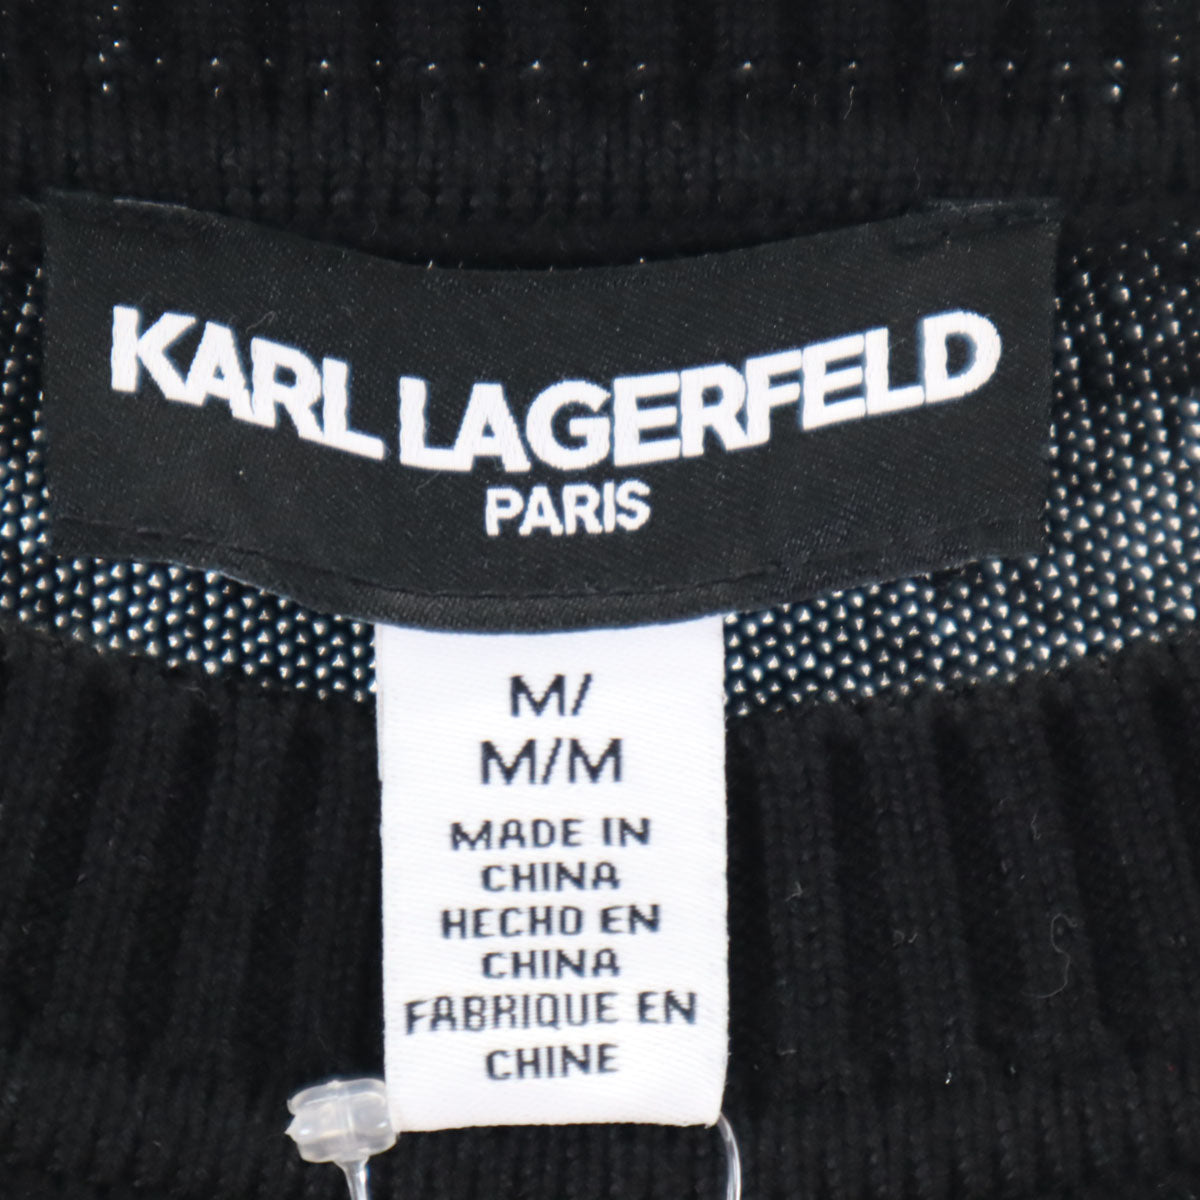 KARL LAGERFELD
PARIS
M/
M/M
MADE IN
CHINA
HECHO EN
CHINA
FABRIQUE EN
CHINE